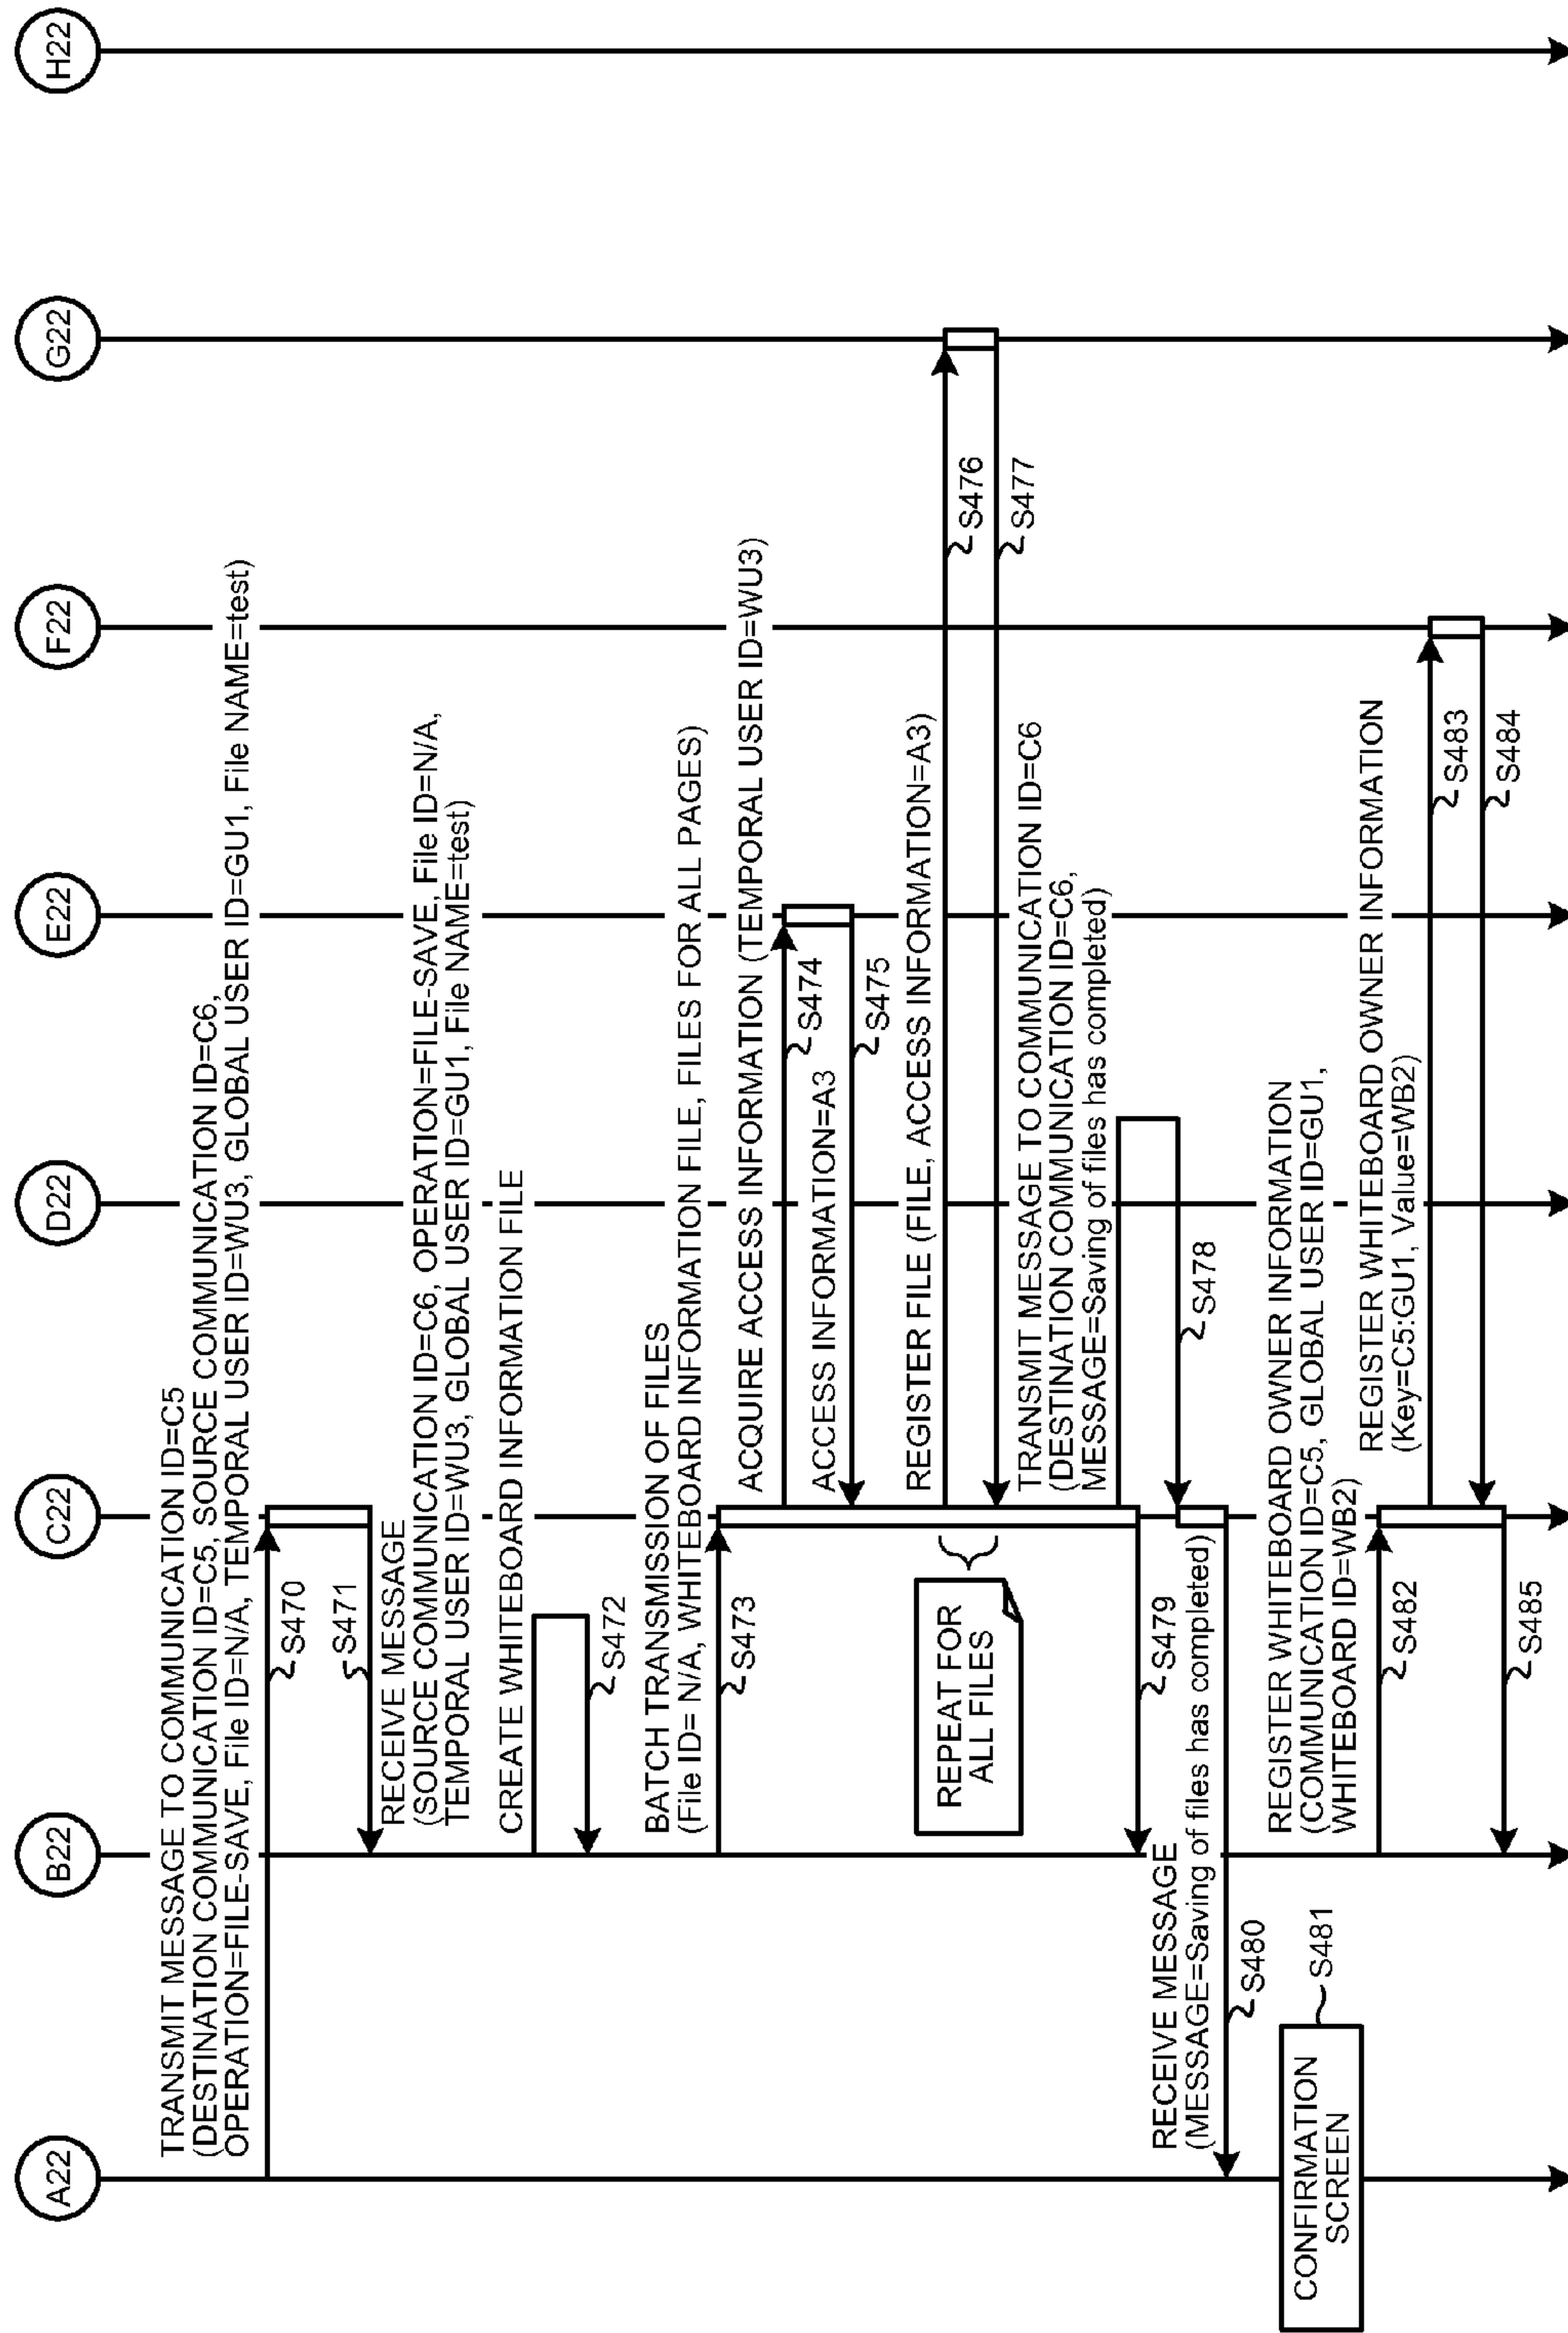 A22
B22
C22
D22
E22
F22
G22
H22
TRANSMIT MESSAGE TO COMMUNICATION ID=C5
(DESTINATION COMMUNICATION ID=C5, SOURCE COMMUNICATION ID=C6,
OPERATION=FILE-SAVE, File ID=N/A, TEMPORAL USER ID=WU3, GLOBAL USER ID=GU1, File NAME=test)
S470
S471
RECEIVE MESSAGE
(SOURCE COMMUNICATION ID=C6, OPERATION=FILE-SAVE, File ID=N/A,
TEMPORAL USER ID=WU3, GLOBAL USER ID=GU1, File NAME=test)
CREATE WHITEBOARD INFORMATION FILE
S472
BATCH TRANSMISSION OF FILES
(File ID= N/A, WHITEBOARD INFORMATION FILE, FILES FOR ALL PAGES)
S473
ACQUIRE ACCESS INFORMATION (TEMPORAL USER ID=WU3)
S474
ACCESS INFORMATION=A3
S475
REGISTER FILE (FILE, ACCESS INFORMATION=A3)
S476
S477
REPEAT FOR
ALL FILES
TRANSMIT MESSAGE TO COMMUNICATION ID=C6
(DESTINATION COMMUNICATION ID=C6,
MESSAGE=Saving of files has completed)
S478
S479
RECEIVE MESSAGE
(MESSAGE=Saving of files has completed)
S480
CONFIRMATION
SCREEN
S481
REGISTER WHITEBOARD OWNER INFORMATION
(COMMUNICATION ID=C5, GLOBAL USER ID=GU1,
WHITEBOARD ID=WB2)
S482
REGISTER WHITEBOARD OWNER INFORMATION
(Key=C5:GU1, Value=WB2)
S483
S484
S485